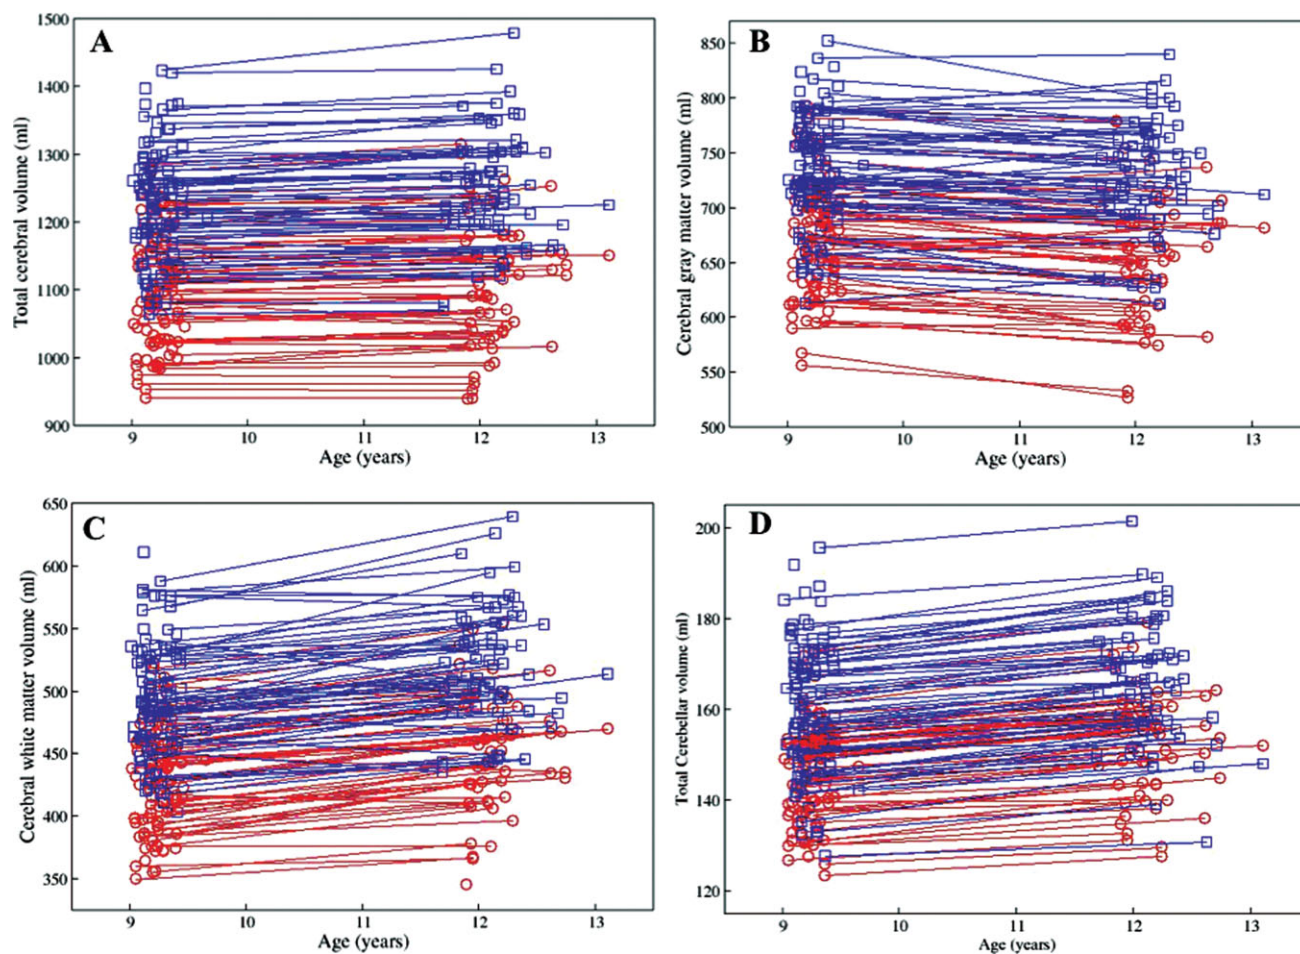 A
Total cerebral volume (ml)
1500
1400
1300
1200
1100
1000
900
9 10 11 12 13
Age (years)
B
Cerebral gray matter volume (ml)
850
800
750
700
650
600
550
500
9 10 11 12 13
Age (years)
C
Cerebral white matter volume (ml)
650
600
550
500
450
400
350
9 10 11 12 13
Age (years)
D
Total Cerebellar volume (ml)
200
180
160
140
120
9 10 11 12 13
Age (years)